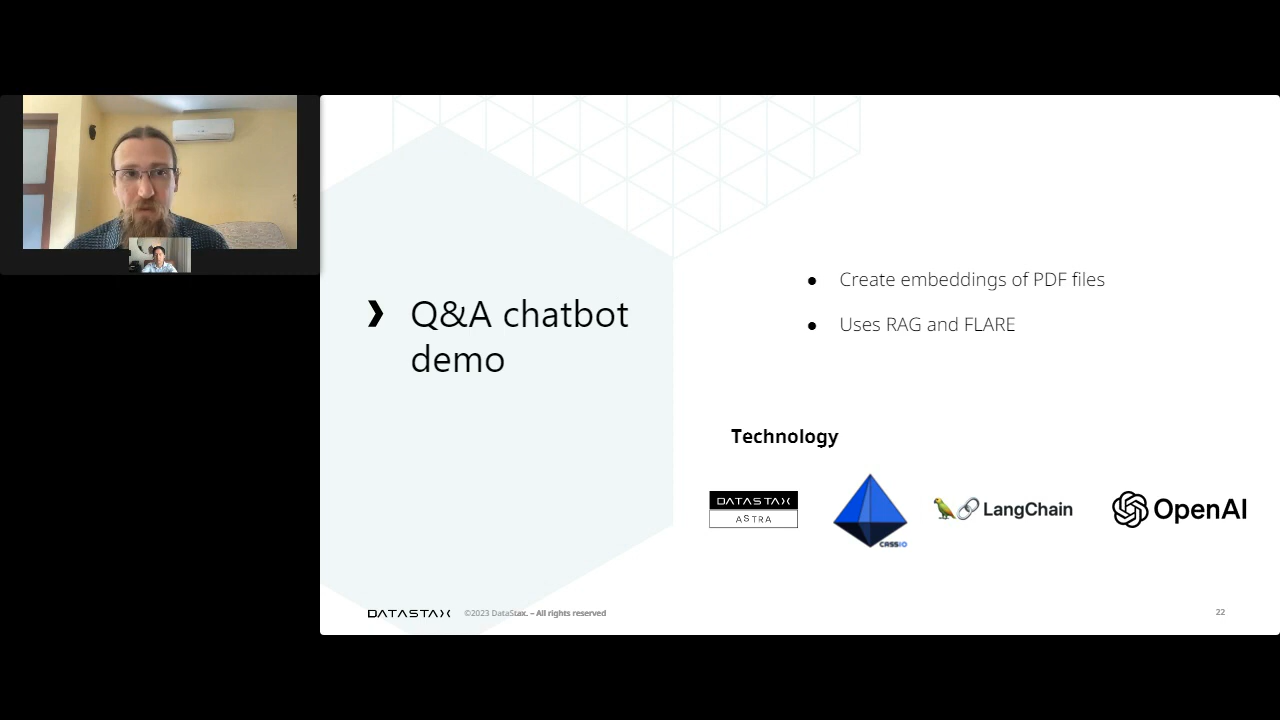 Q&A chatbot
demo
● Create embeddings of PDF files
● Uses RAG and FLARE
Technology
DATASTAX
ASTRA
CASSIO
LangChain
OpenAI
DATASTAX ©2023 DataStax. – All rights reserved
22